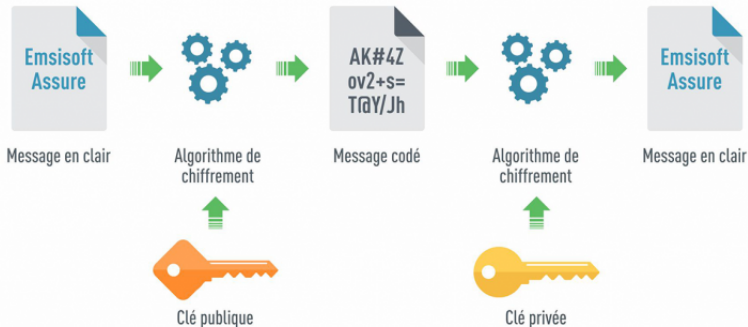 Emsisoft
Assure
AK#4Z
ov2+s=
T@Y/Jh
Emsisoft
Assure
Message en clair
Algorithme de
chiffrement
Message codé
Algorithme de
chiffrement
Message en clair
Clé publique
Clé privée